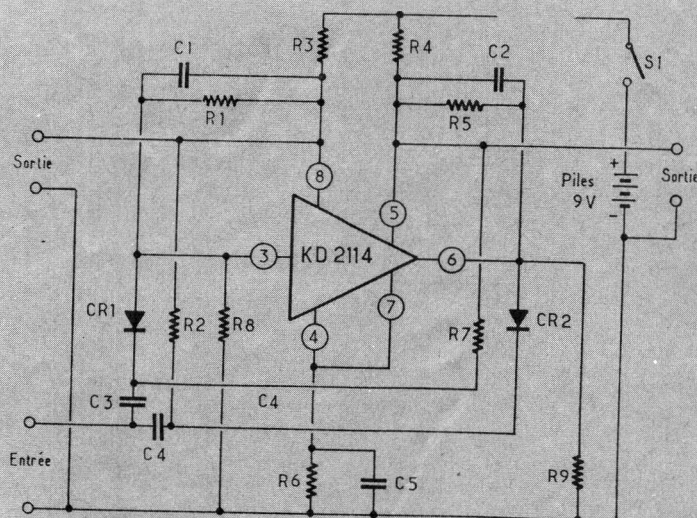 C1
R3
R4
C2
S1
R1
R5
Sortie
8
+
Piles
9V
-
Sortie
5
3
KD 2114
6
7
CR1
R2
R8
4
R7
CR2
C3
C4
C4
Entrée
R6
C5
R9